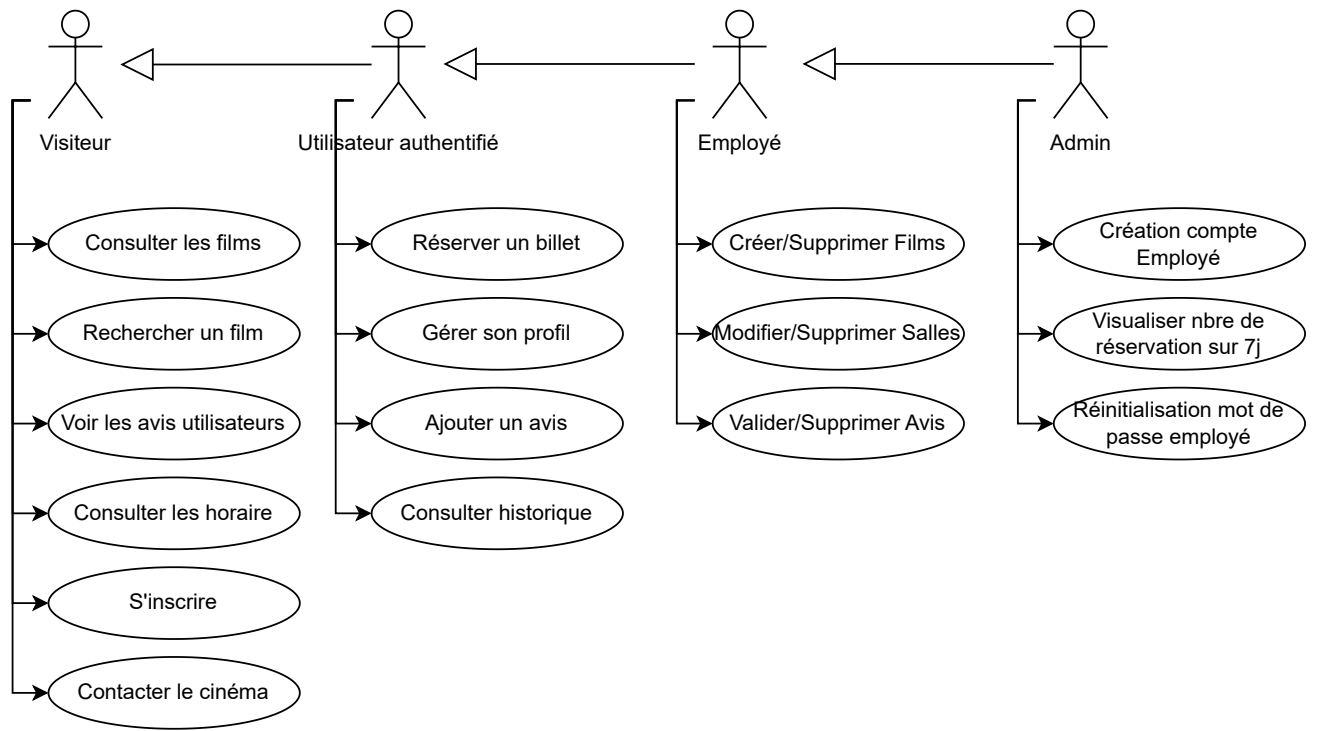 Visiteur
Utilisateur authentifié
Employé
Admin
Consulter les films
Réserver un billet
Créer/Supprimer Films
Création compte
Employé
Rechercher un film
Gérer son profil
Modifier/Supprimer Salles
Visualiser nbre de
réservation sur 7j
Voir les avis utilisateurs
Ajouter un avis
Valider/Supprimer Avis
Réinitialisation mot de
passe employé
Consulter les horaire
Consulter historique
S'inscrire
Contacter le cinéma